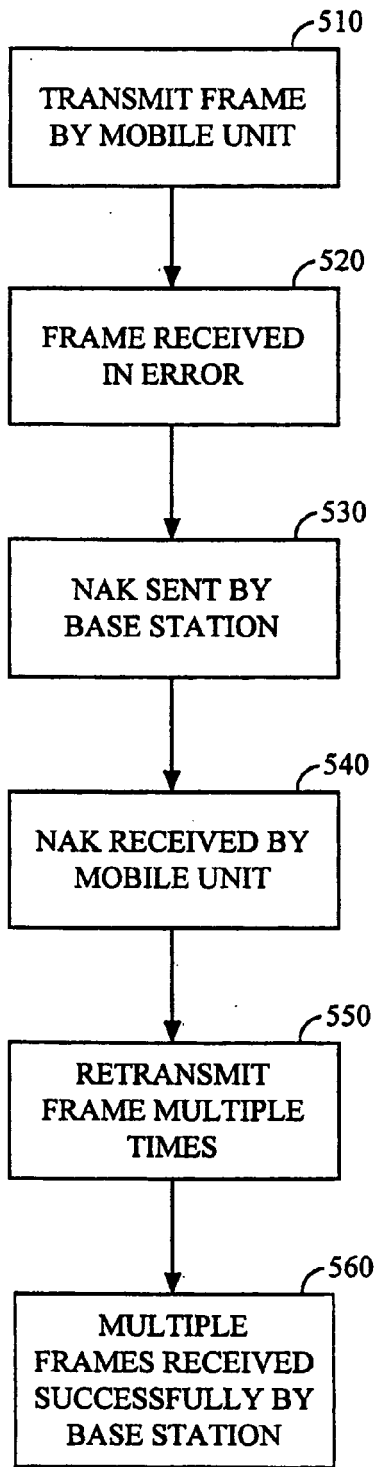 510
TRANSMIT FRAME
BY MOBILE UNIT
520
FRAME RECEIVED
IN ERROR
530
NAK SENT BY
BASE STATION
540
NAK RECEIVED BY
MOBILE UNIT
550
RETRANSMIT
FRAME MULTIPLE
TIMES
560
MULTIPLE
FRAMES RECEIVED
SUCCESSFULLY BY
BASE STATION